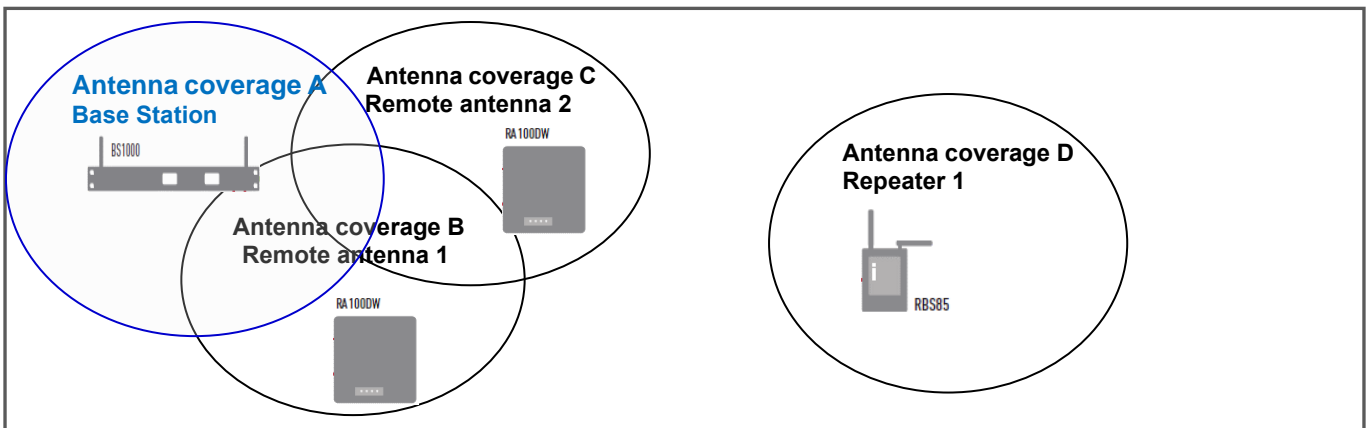 Antenna coverage A
Base Station
BS1000
Antenna coverage C
Remote antenna 2
RA100DW
Antenna coverage B
Remote antenna 1
RA100DW
Antenna coverage D
Repeater 1
RBS85